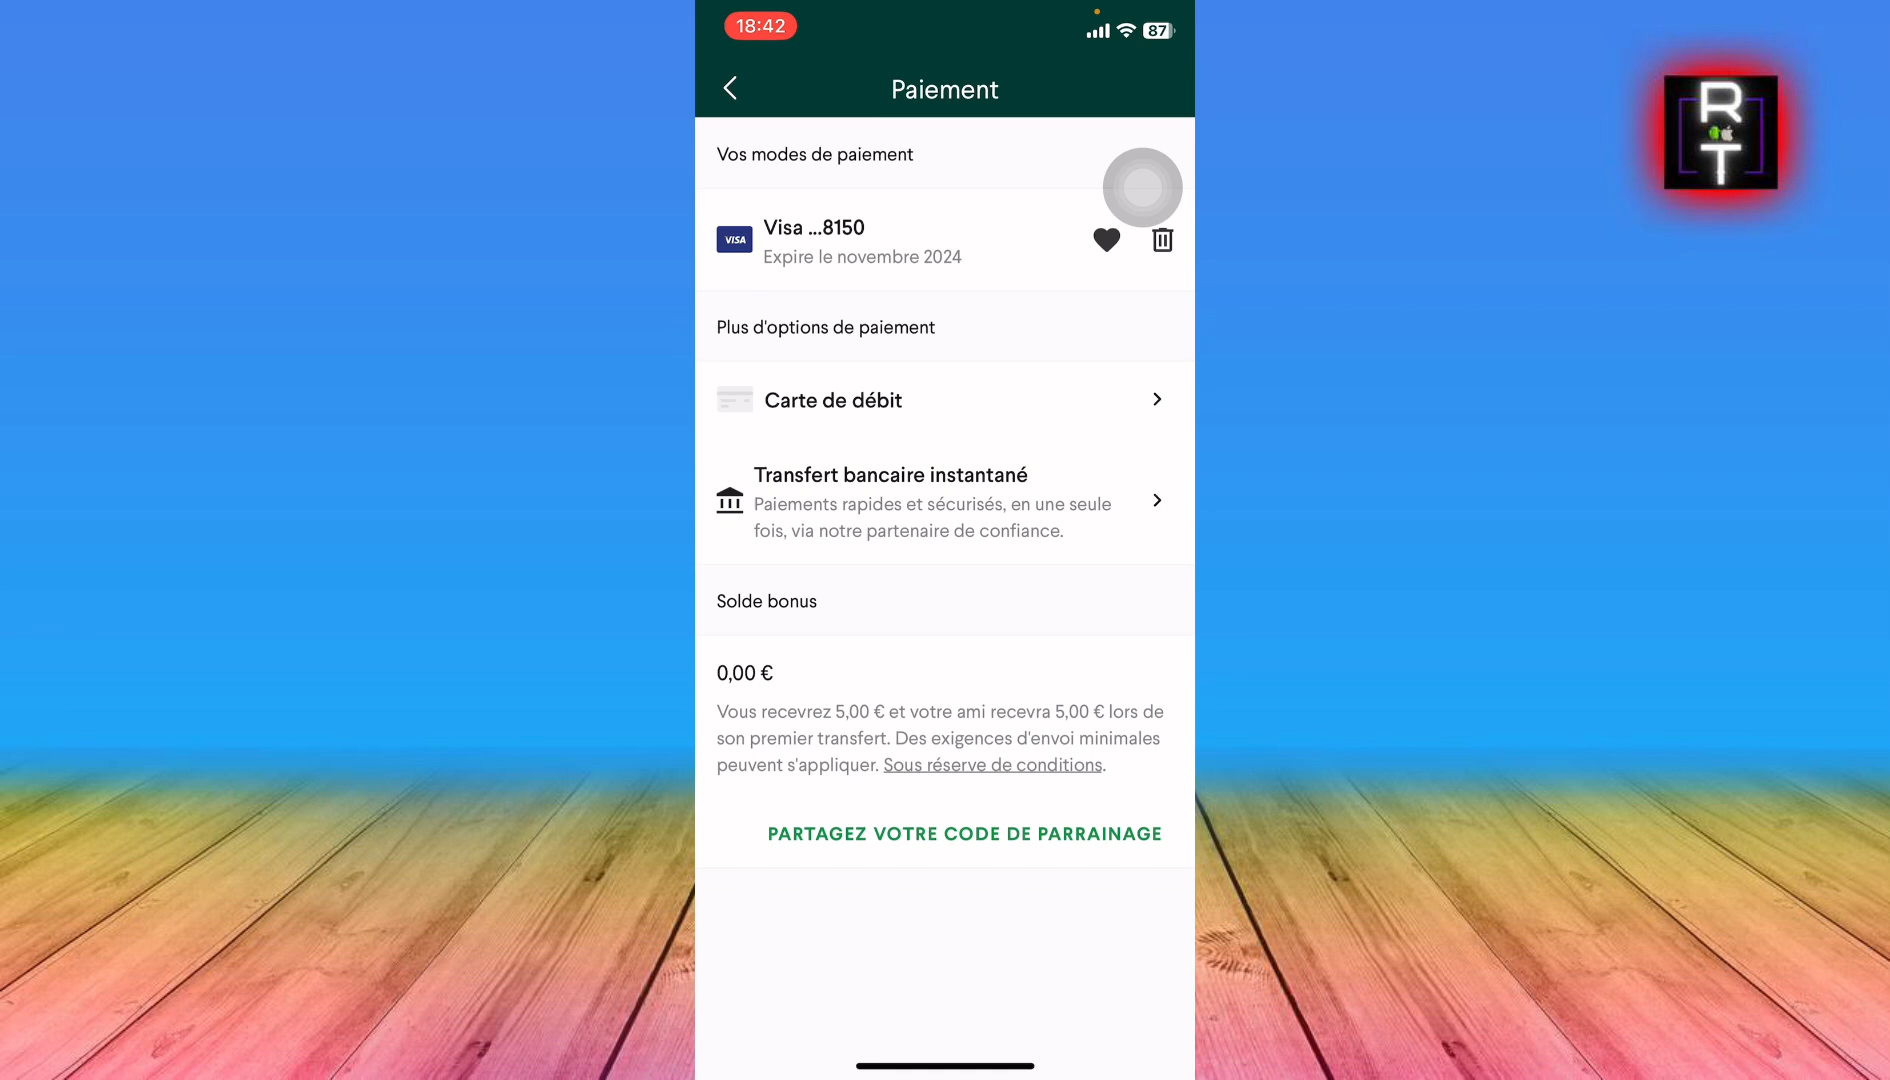 18:42
87
Paiement
Vos modes de paiement
VISA
Visa ...8150
Expire le novembre 2024
Plus d'options de paiement
Carte de débit
Transfert bancaire instantané
Paiements rapides et sécurisés, en une seule
fois, via notre partenaire de confiance.
Solde bonus
0,00 €
Vous recevrez 5,00 € et votre ami recevra 5,00 € lors de
son premier transfert. Des exigences d'envoi minimales
peuvent s'appliquer. Sous réserve de conditions.
PARTAGEZ VOTRE CODE DE PARRAINAGE
R
T